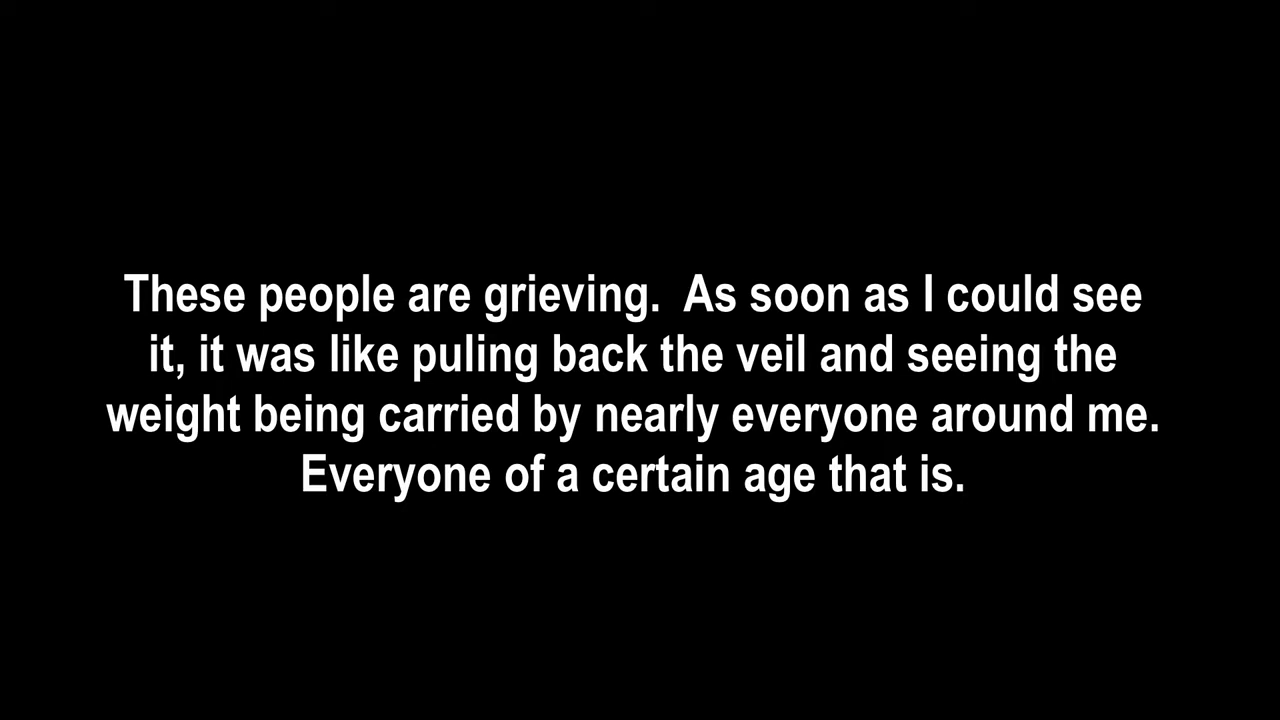 These people are grieving.  As soon as I could see
it, it was like puling back the veil and seeing the
weight being carried by nearly everyone around me.
Everyone of a certain age that is.